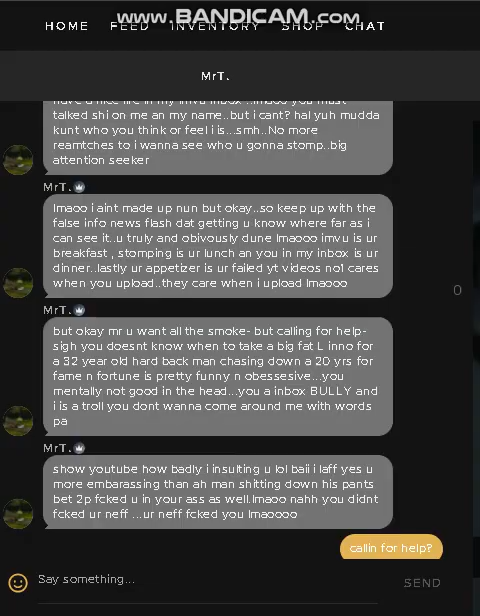 www.BANDICAM.com
HOME FEED INVENTORY SHOP CHAT
MrT.
have a nice life in my imvu inbox ..lmaoo you must
talked shi on me an my name..but i cant? hal yuh mudda
kunt who you think or feel i is...smh..No more
reamtches to i wanna see who u gonna stomp..big
attention seeker
MrT.
lmaoo i aint made up nun but okay..so keep up with the
false info news flash dat getting u know where far as i
can see it..u truly and obivously dune lmaooo imvu is ur
breakfast , stomping is ur lunch an you in my inbox is ur
dinner..lastly ur appetizer is ur failed yt videos no1 cares
when you upload..they care when i upload lmaooo
0
MrT.
but okay mr u want all the smoke- but calling for help-
sigh you doesnt know when to take a big fat L inno for
a 32 year old hard back man chasing down a 20 yrs for
fame n fortune is pretty funny n obessesive...you
mentally not good in the head...you a inbox BULLY and
i is a troll you dont wanna come around me with words
pa
MrT.
show youtube how badly i insulting u lol baii i laff yes u
more embarassing than ah man shitting down his pants
bet 2p fcked u in your ass as well.lmao nahh you didnt
fcked ur neff ...ur neff fcked you lmaoooo
callin for help?
Say something...
SEND